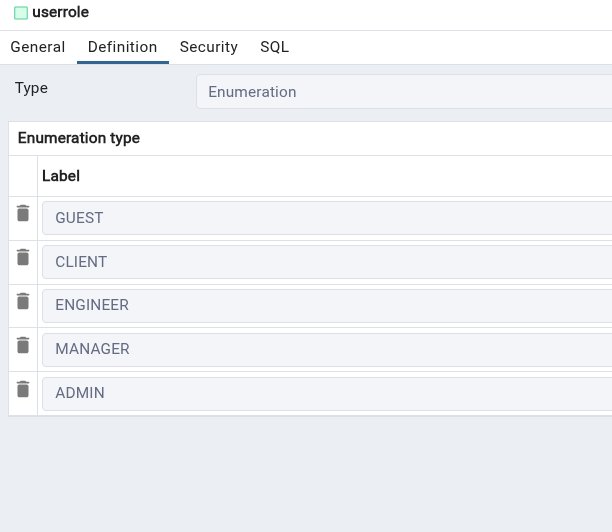 userrole
General Definition Security SQL
Type Enumeration
Enumeration type
Label
GUEST
CLIENT
ENGINEER
MANAGER
ADMIN